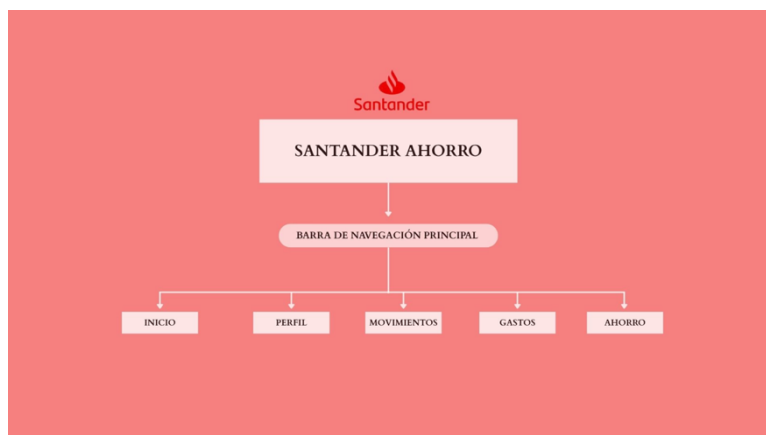 Santander
SANTANDER AHORRO
BARRA DE NAVEGACIÓN PRINCIPAL
INICIO
PERFIL
MOVIMIENTOS
GASTOS
AHORRO